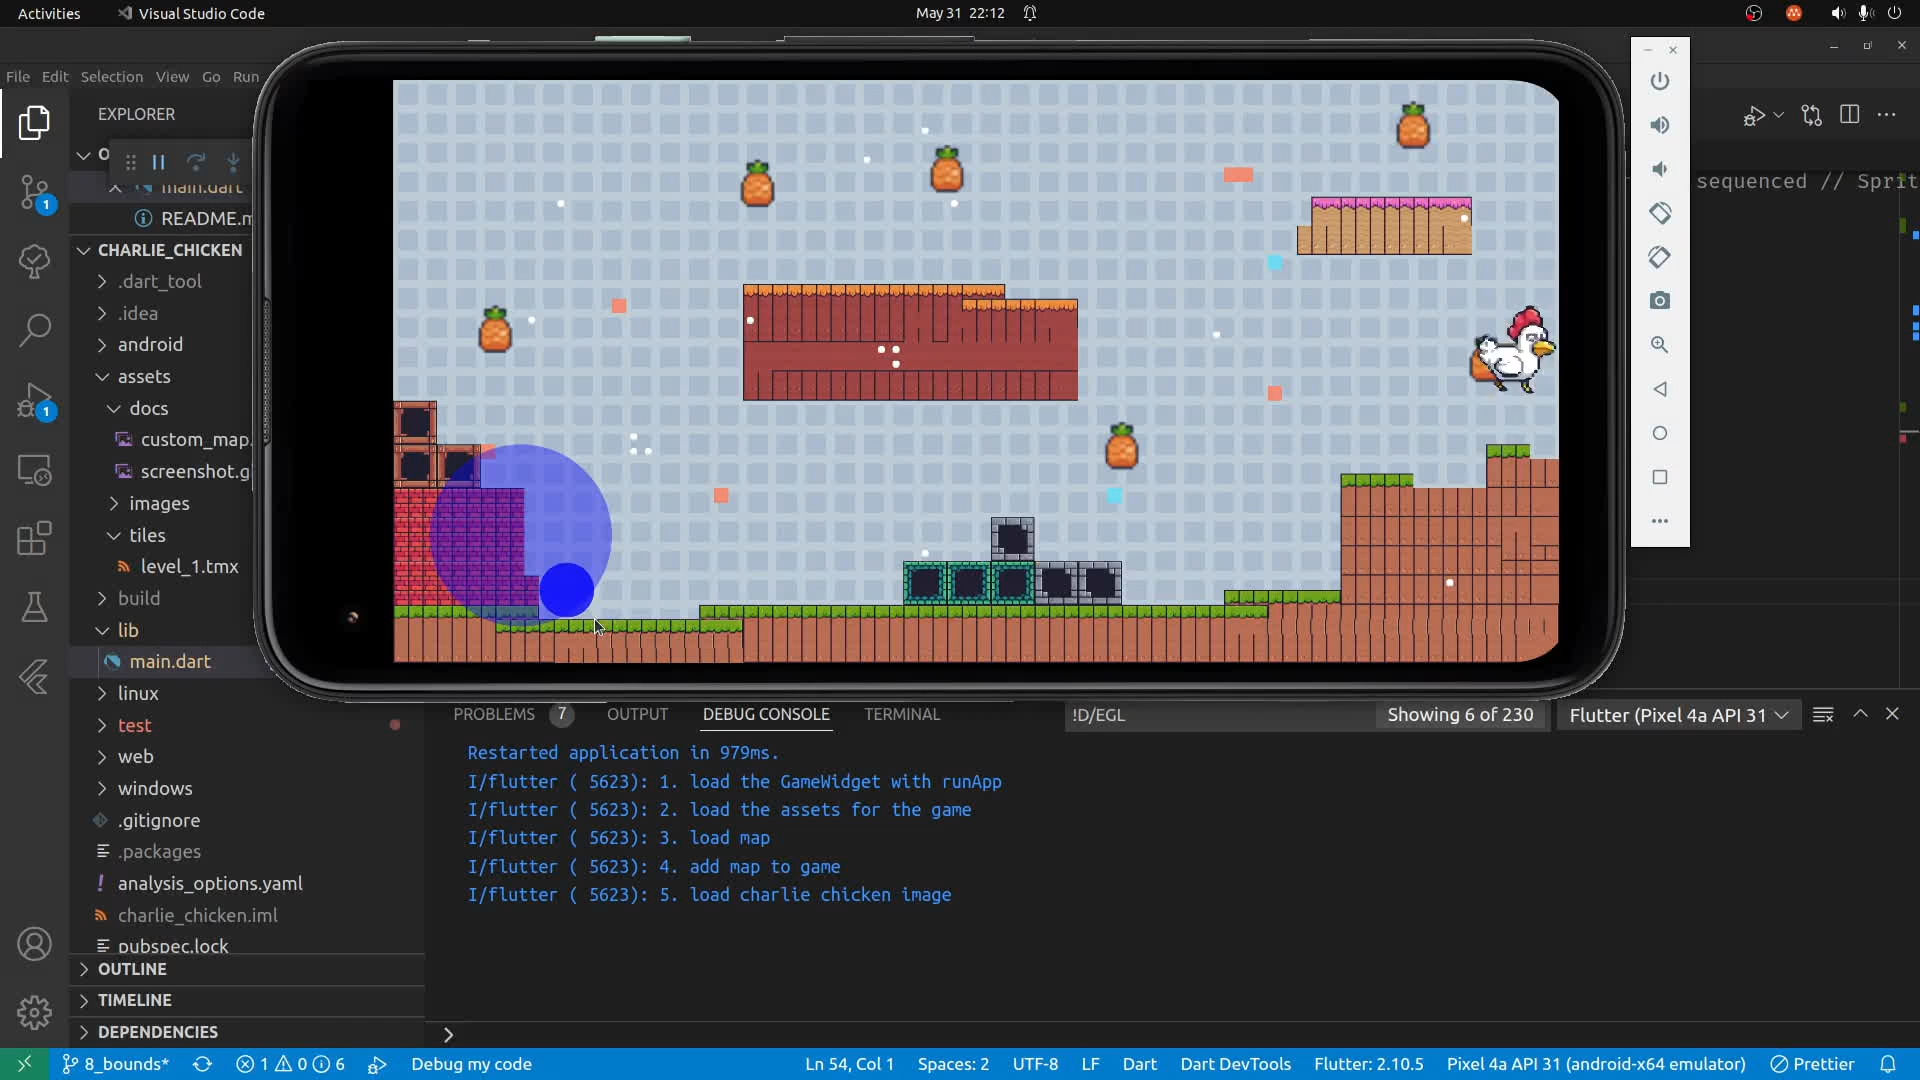 Activities
Visual Studio Code
May 31 22:12
File Edit Selection View Go Run
EXPLORER
main.dart
sequenced // Sprit
README.m
CHARLIE_CHICKEN
.dart_tool
.idea
android
assets
docs
custom_map.
screenshot.g
images
tiles
level_1.tmx
build
lib
main.dart
linux
test
web
windows
.gitignore
.packages
analysis_options.yaml
charlie_chicken.iml
pubspec.lock
OUTLINE
TIMELINE
DEPENDENCIES
1
1
PROBLEMS 7 OUTPUT DEBUG CONSOLE TERMINAL
!D/EGL
Showing 6 of 230
Flutter (Pixel 4a API 31
Restarted application in 979ms.
I/flutter ( 5623): 1. load the GameWidget with runApp
I/flutter ( 5623): 2. load the assets for the game
I/flutter ( 5623): 3. load map
I/flutter ( 5623): 4. add map to game
I/flutter ( 5623): 5. load charlie chicken image
8_bounds* 1 0 6 Debug my code Ln 54, Col 1 Spaces: 2 UTF-8 LF Dart Dart DevTools Flutter: 2.10.5 Pixel 4a API 31 (android-x64 emulator) Prettier